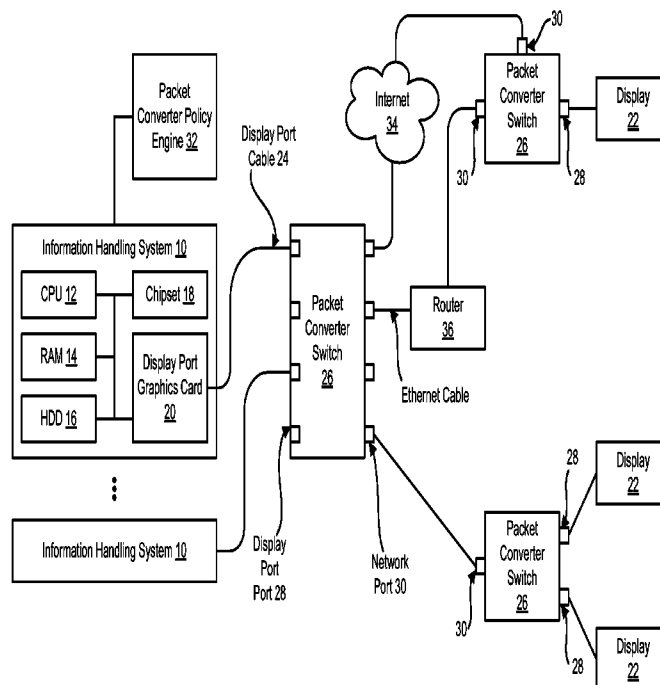 Packet
Converter Policy
Engine 32
Information Handling System 10
CPU 12
Chipset 18
RAM 14
Display Port
Graphics Card
20
HDD 16
Information Handling System 10
Display Port
Cable 24
Packet
Converter
Switch
26
Display
Port
Port 28
Network
Port 30
Internet
34
Router
36
Ethernet Cable
30
Packet
Converter
Switch
26
30
28
Display
22
Packet
Converter
Switch
26
30
28
28
Display
22
Display
22